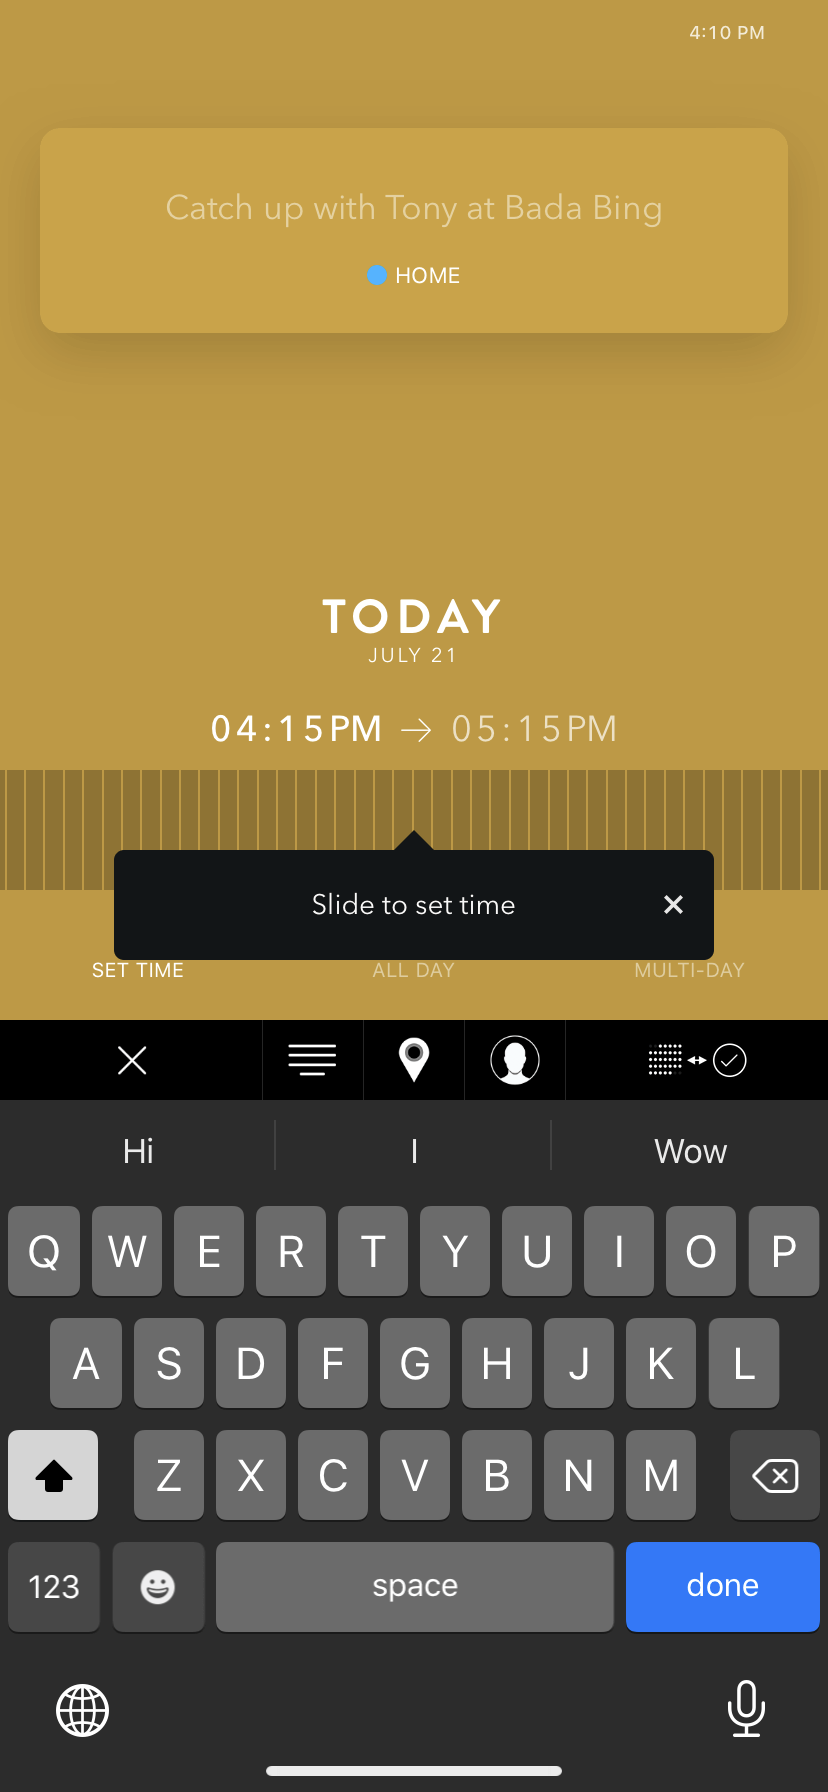 4:10 PM
Catch up with Tony at Bada Bing
HOME
TODAY
JULY 21
04:15PM → 05:15PM
Slide to set time
SET TIME ALL DAY MULTI-DAY
Hi I Wow
Q W E R T Y U I O P
A S D F G H J K L
Z X C V B N M
123 space done